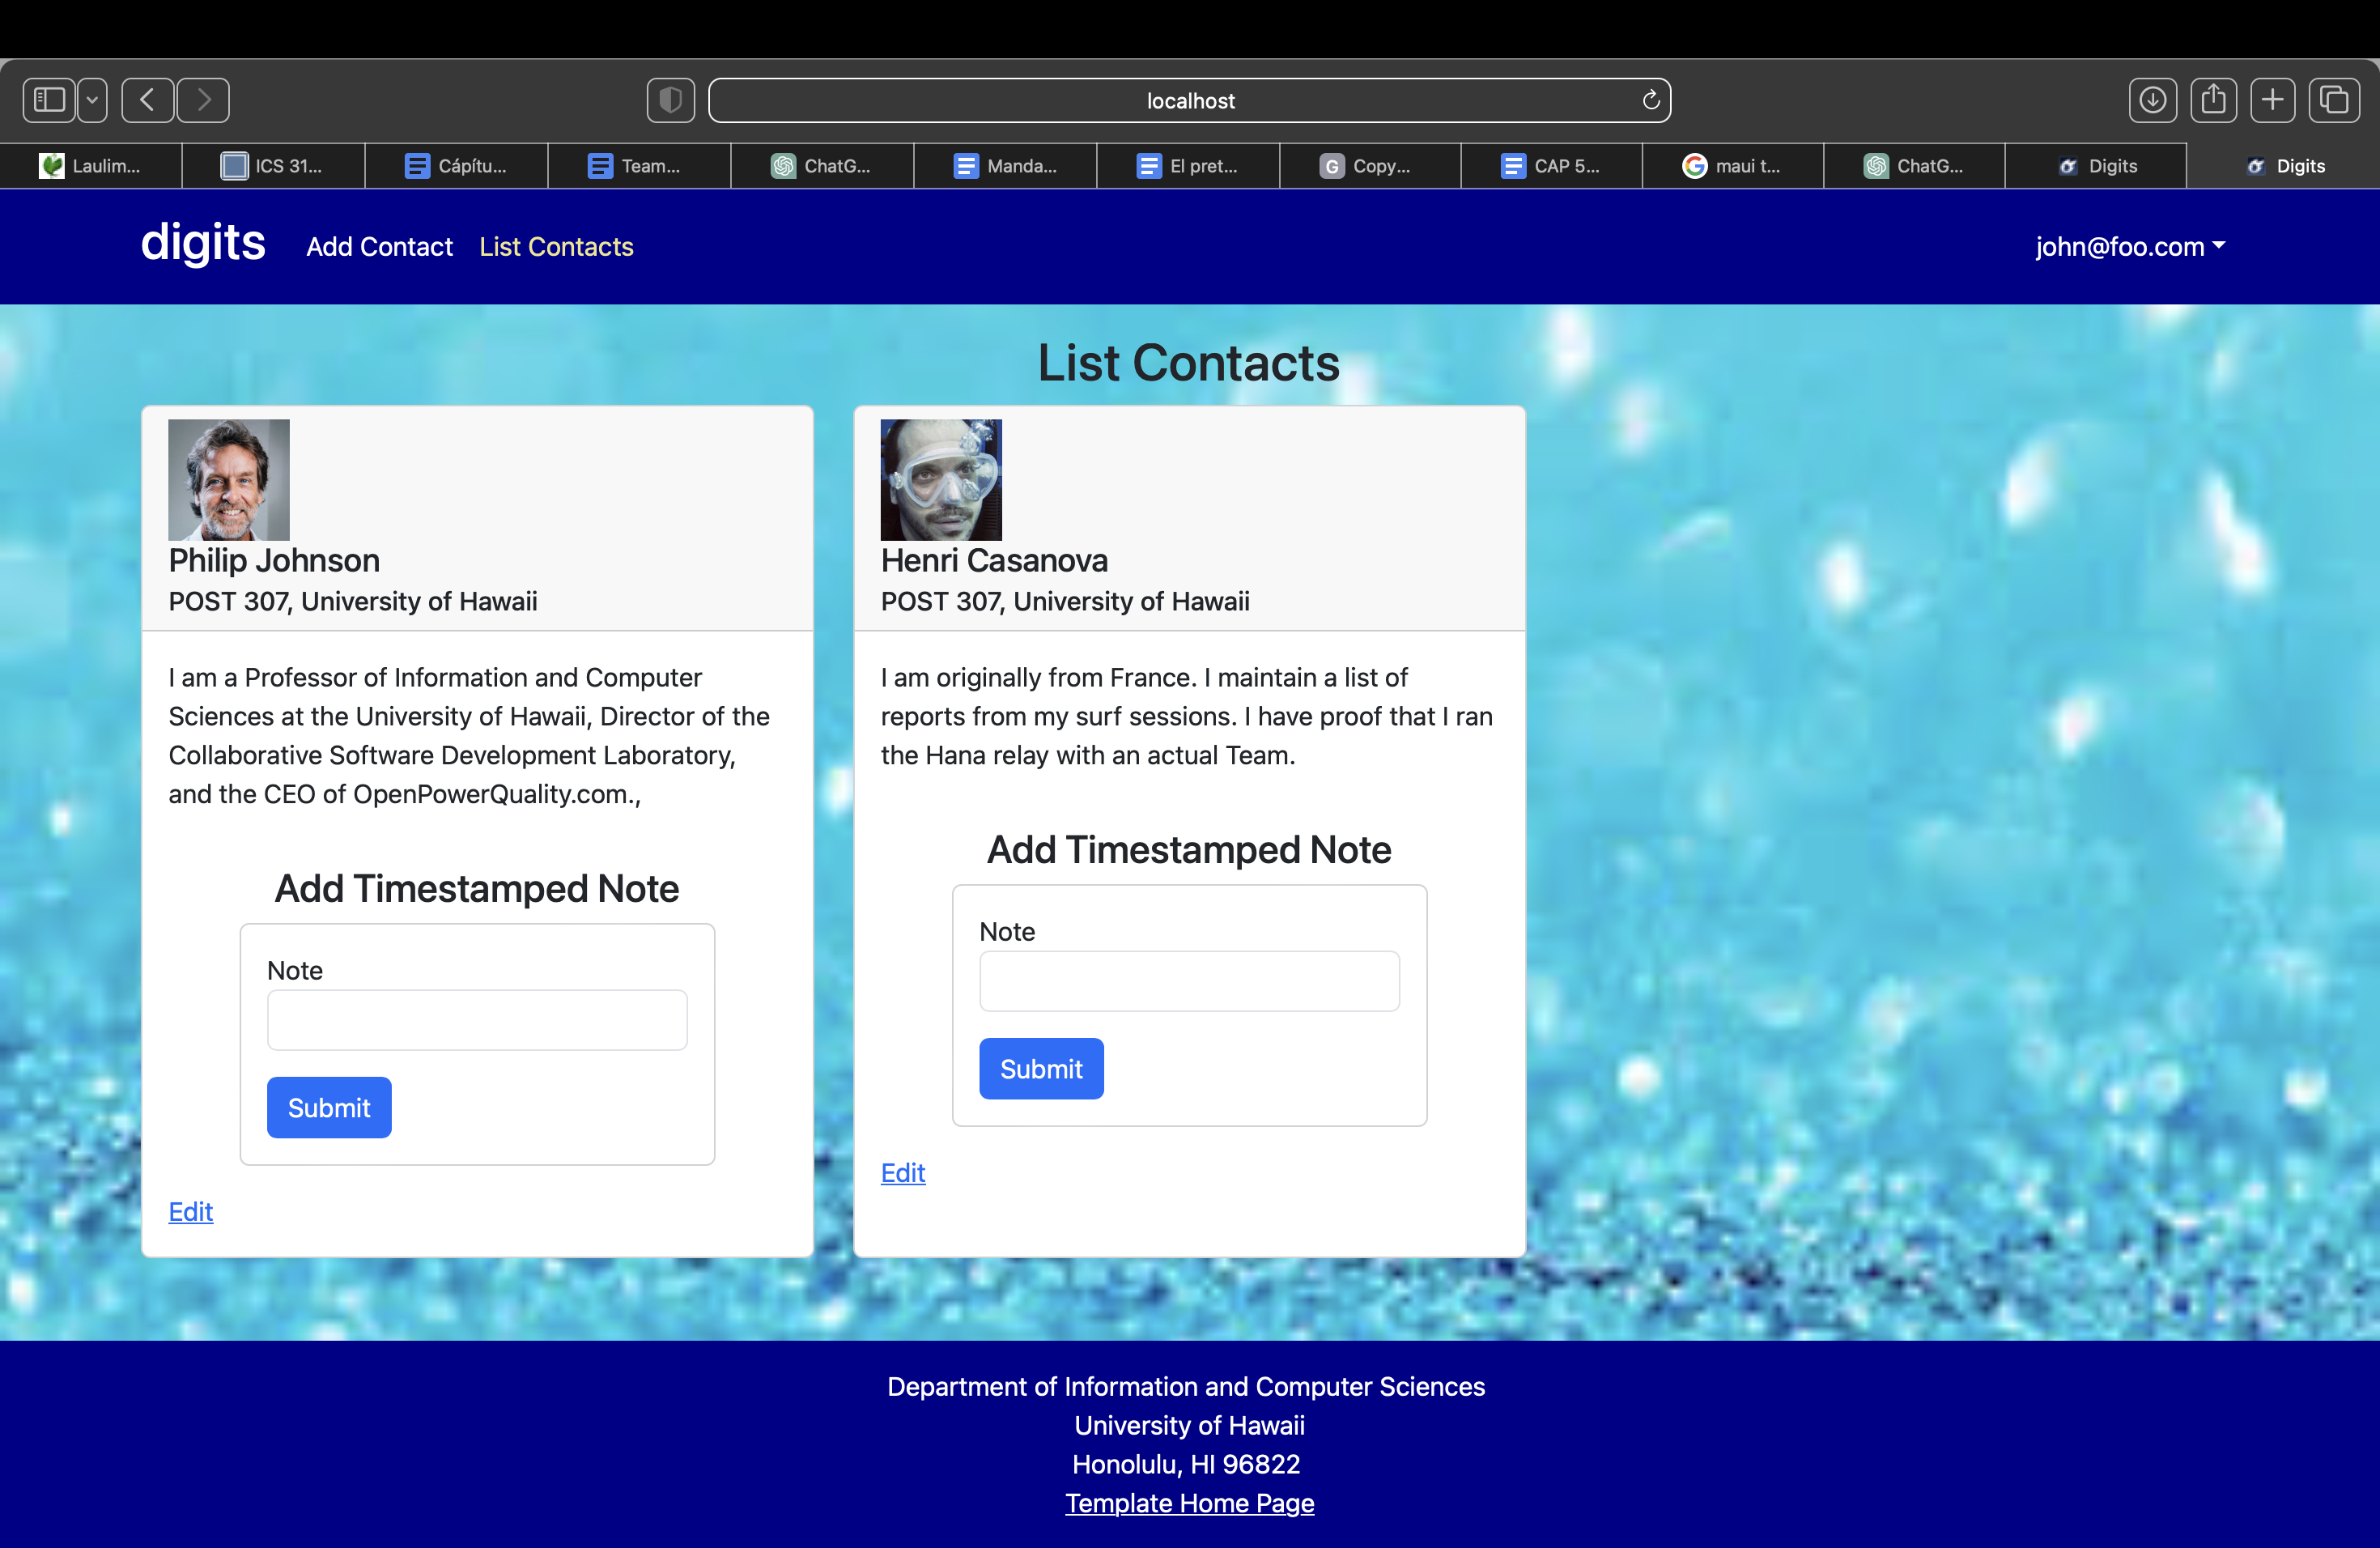 localhost
Laulim...
ICS 31...
Cápítu...
Team...
ChatG...
Manda...
El pret...
G Copy...
CAP 5...
maui t...
ChatG...
Digits
Digits
digits
Add Contact
List Contacts
john@foo.com
List Contacts
Philip Johnson
POST 307, University of Hawaii
I am a Professor of Information and Computer
Sciences at the University of Hawaii, Director of the
Collaborative Software Development Laboratory,
and the CEO of OpenPowerQuality.com.,
Add Timestamped Note
Note
Submit
Edit
Henri Casanova
POST 307, University of Hawaii
I am originally from France. I maintain a list of
reports from my surf sessions. I have proof that I ran
the Hana relay with an actual Team.
Add Timestamped Note
Note
Submit
Edit
Department of Information and Computer Sciences
University of Hawaii
Honolulu, HI 96822
Template Home Page